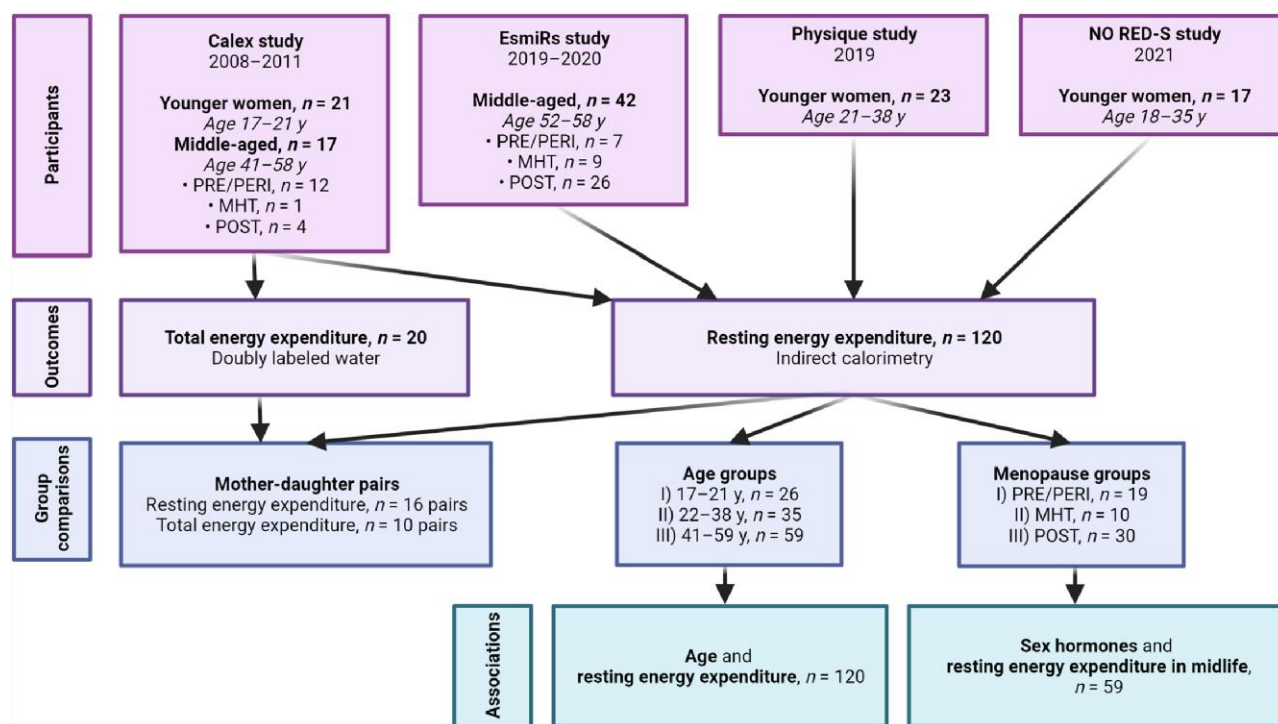 Participants
Calex study
2008–2011
Younger women, n = 21
Age 17–21 y
Middle-aged, n = 17
Age 41–58 y
• PRE/PERI, n = 12
• MHT, n = 1
• POST, n = 4
EsmiRs study
2019–2020
Middle-aged, n = 42
Age 52–58 y
• PRE/PERI, n = 7
• MHT, n = 9
• POST, n = 26
Physique study
2019
Younger women, n = 23
Age 21–38 y
NO RED-S study
2021
Younger women, n = 17
Age 18–35 y
Outcomes
Total energy expenditure, n = 20
Doubly labeled water
Resting energy expenditure, n = 120
Indirect calorimetry
Group
comparisons
Mother-daughter pairs
Resting energy expenditure, n = 16 pairs
Total energy expenditure, n = 10 pairs
Age groups
I) 17–21 y, n = 26
II) 22–38 y, n = 35
III) 41–59 y, n = 59
Menopause groups
I) PRE/PERI, n = 19
II) MHT, n = 10
III) POST, n = 30
Associations
Age and
resting energy expenditure, n = 120
Sex hormones and
resting energy expenditure in midlife,
n = 59